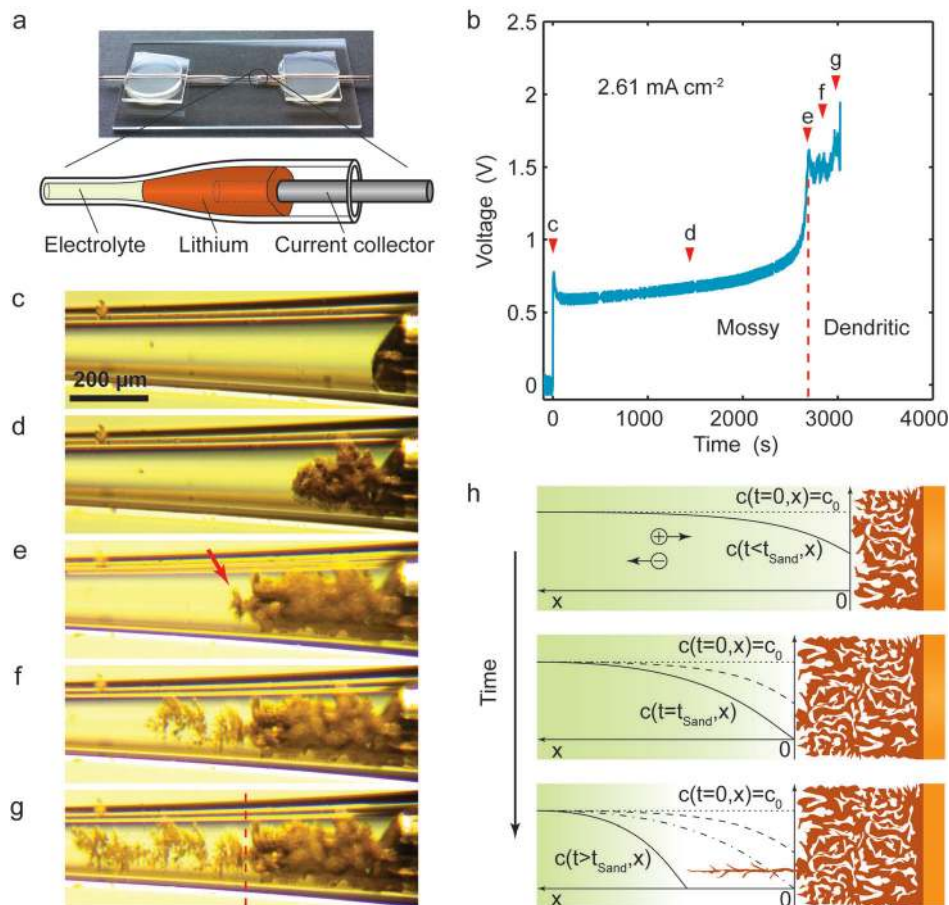 a
Electrolyte
Lithium
Current collector
b
Voltage (V)
2.5
2
1.5
1
0.5
0
2.61 mA cm⁻²
c
d
e
f
g
Mossy
Dendritic
0
1000
2000
3000
4000
Time (s)
c
200 µm
d
e
f
g
h
Time
c(t=0,x)=c₀
c(t<t_Sand,x)
+
−
x
0
c(t=0,x)=c₀
c(t=t_Sand,x)
x
0
c(t=0,x)=c₀
c(t>t_Sand,x)
x
0